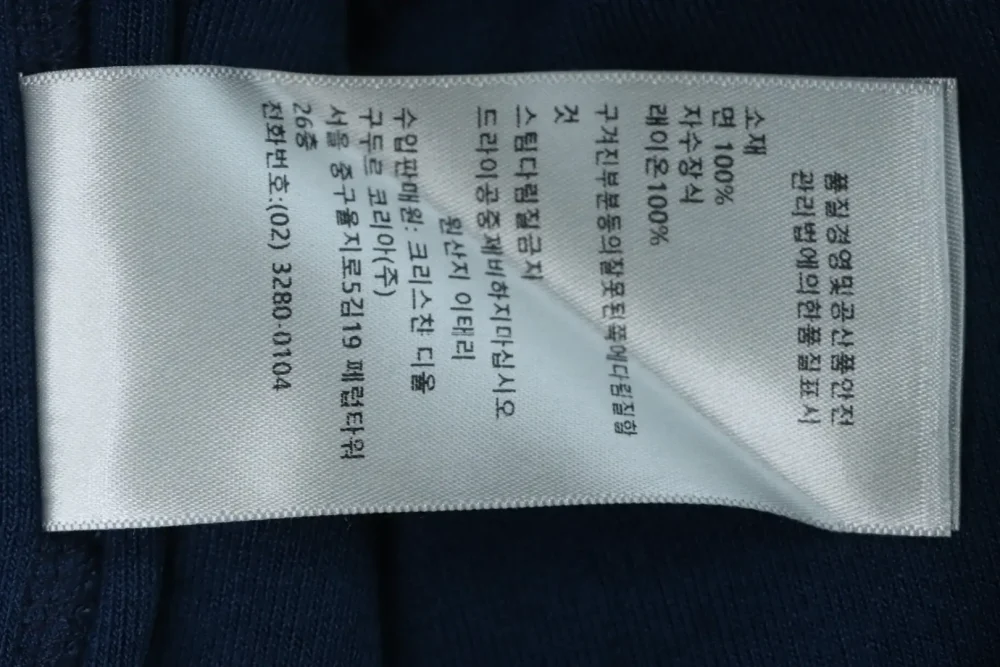 품질경영및공산품안전
관리법에의한품질표시
소재
면 100%
자수장식
래이온100%
구겨진부분동의잘못된쪽에다림질할
것
스팀다림질금지
드라이공중제비하지마십시오
원산지 이태리
수입판매원: 크리스챤 디올
구뚜르 코리아(주)
서울 중구을지로5길19 페럼타워
26층
전화번호:(02) 3280-0104